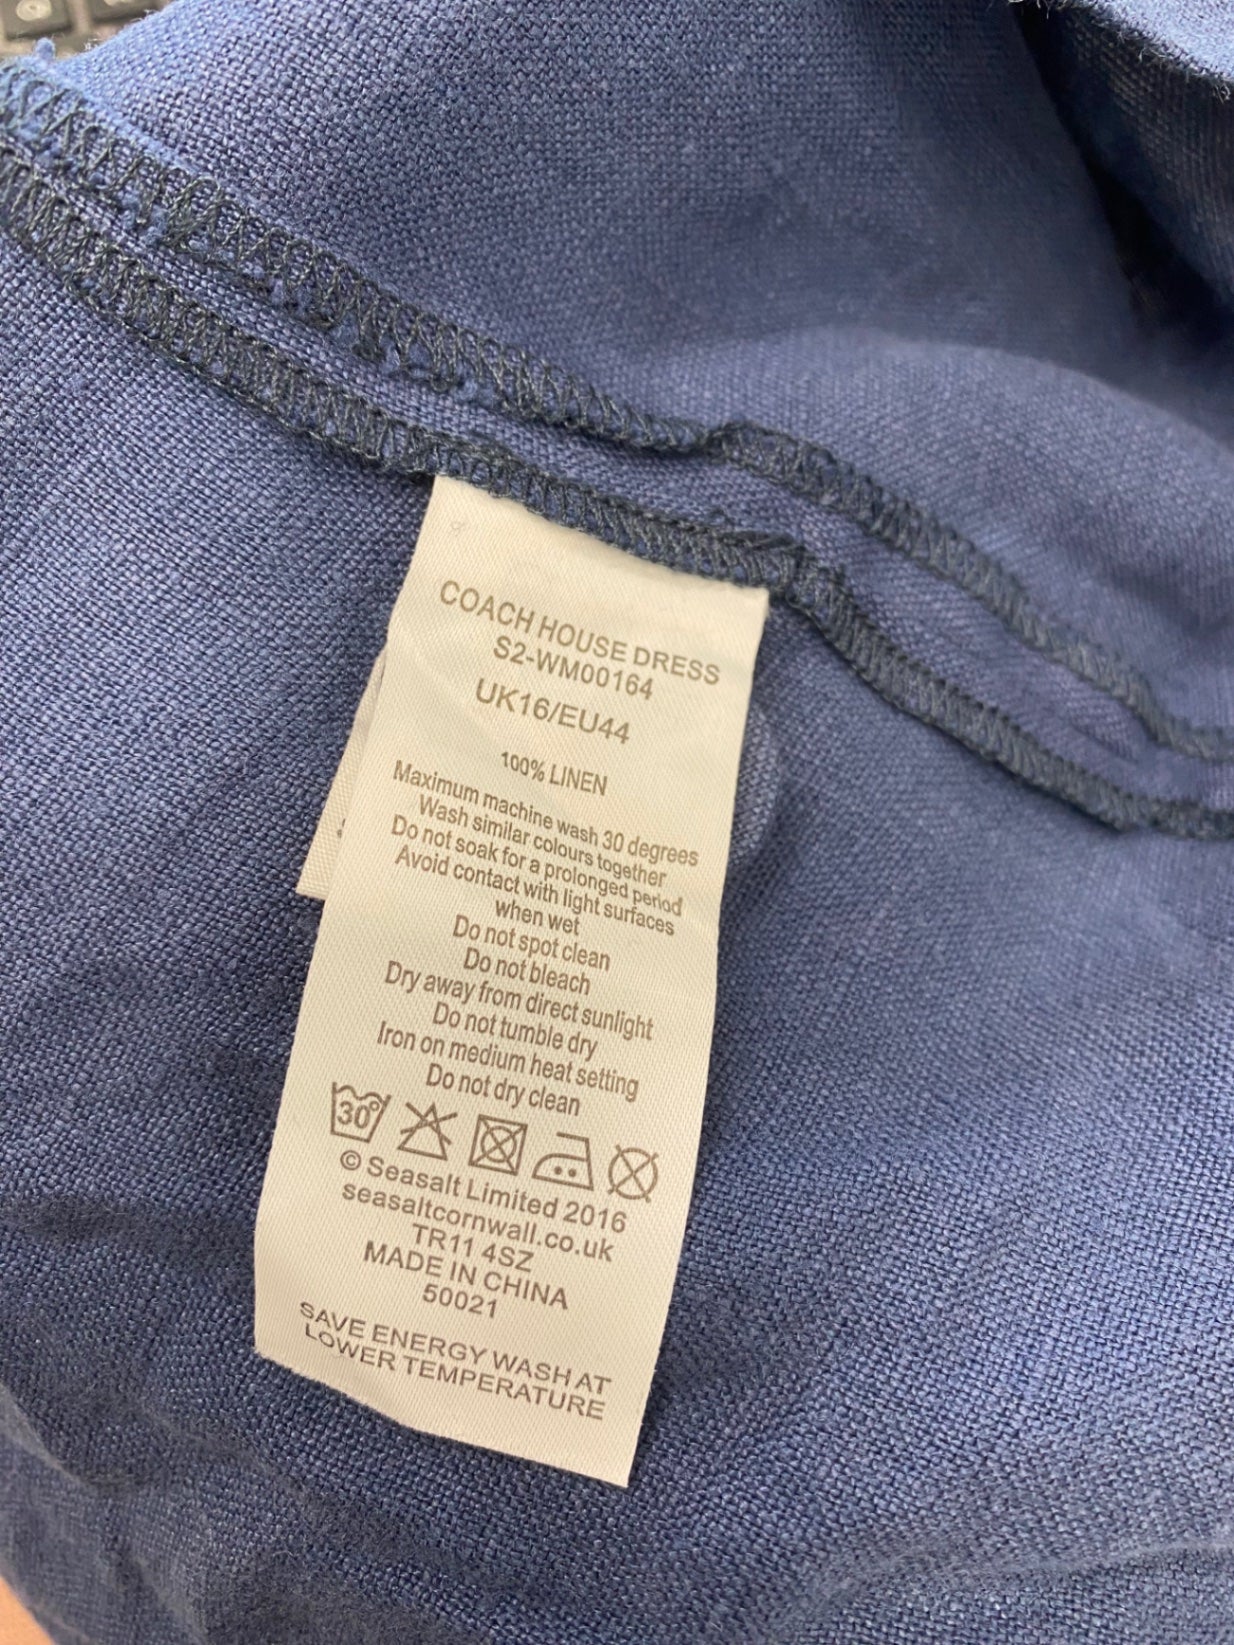 COACH HOUSE DRESS
S2-WM00164
UK16/EU44
100% LINEN
Maximum machine wash 30 degrees
Wash similar colours together
Do not soak for a prolonged period
Avoid contact with light surfaces
when wet
Do not spot clean
Do not bleach
Dry away from direct sunlight
Do not tumble dry
Iron on medium heat setting
Do not dry clean
30°
© Seasalt Limited 2016
seasaltcornwall.co.uk
TR11 4SZ
MADE IN CHINA
50021
SAVE ENERGY WASH AT
LOWER TEMPERATURE